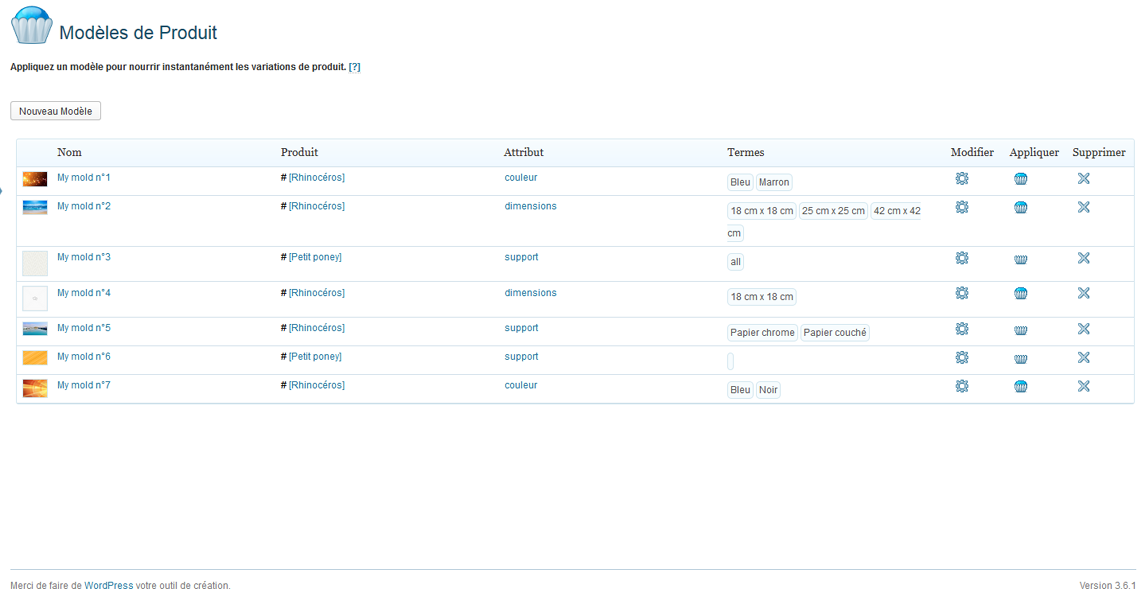 Modèles de Produit
Appliquez un modèle pour nourrir instantanément les variations de produit. [?]
Nouveau Modèle
Nom Produit Attribut Termes Modifier Appliquer Supprimer
My mold n°1 # [Rhinocéros] couleur Bleu Marron
My mold n°2 # [Rhinocéros] dimensions 18 cm x 18 cm 25 cm x 25 cm 42 cm x 42
cm
My mold n°3 # [Petit poney] support all
My mold n°4 # [Rhinocéros] dimensions 18 cm x 18 cm
My mold n°5 # [Rhinocéros] support Papier chrome Papier couché
My mold n°6 # [Petit poney] support
My mold n°7 # [Rhinocéros] couleur Bleu Noir
Merci de faire de WordPress votre outil de création. Version 3.6.1